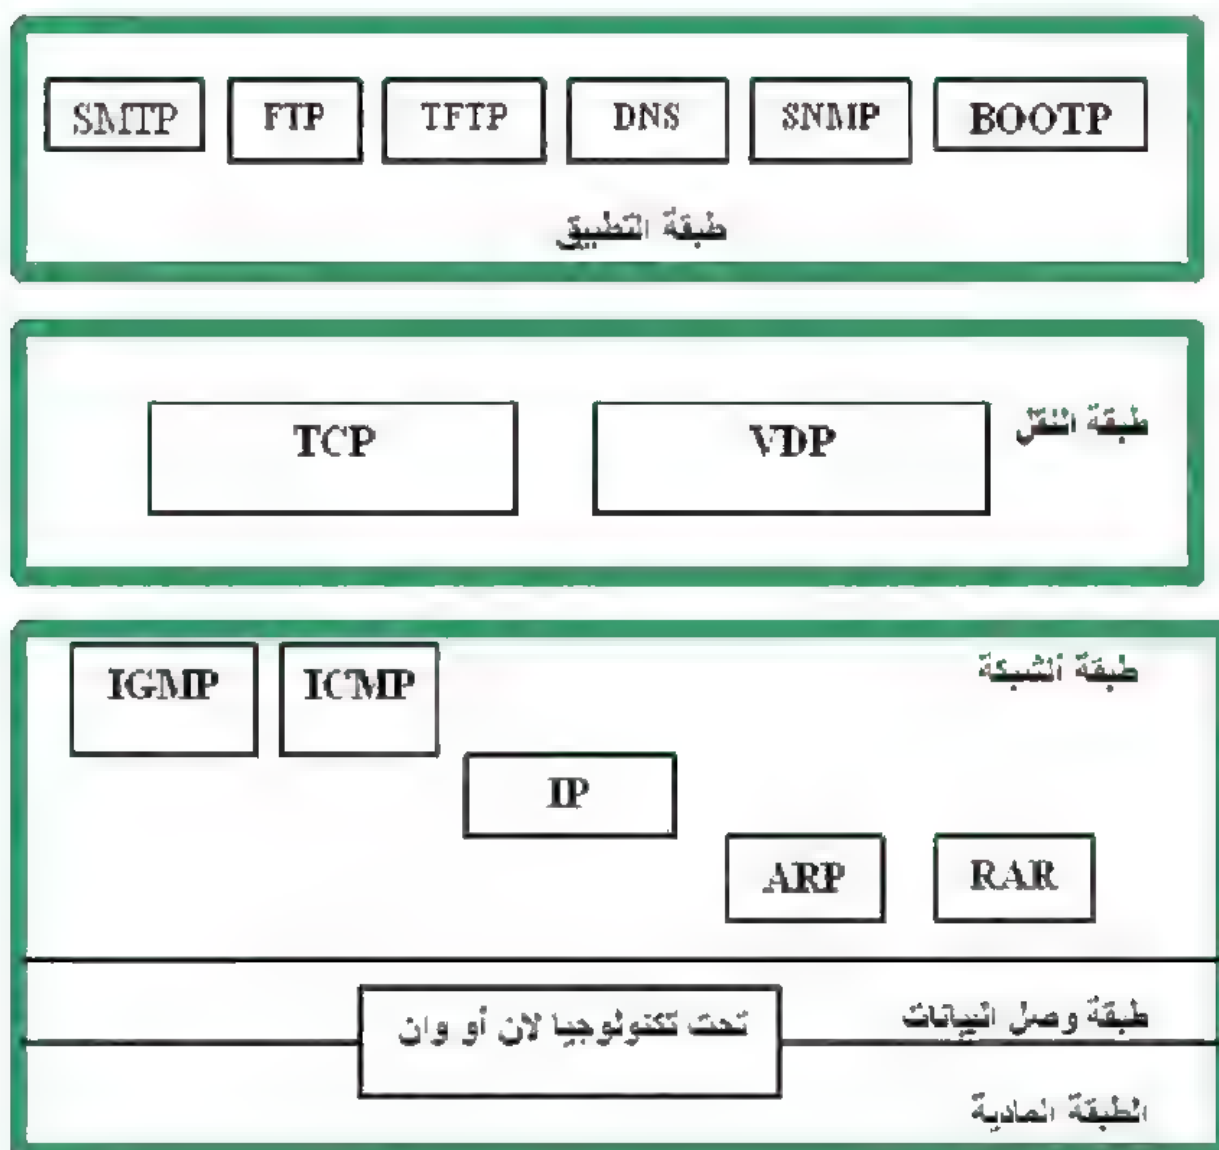 SMTP FTP TFTP DNS SNMP BOOTP
طبقة التطبيق
TCP VDP طبقة النقل
IGMP ICMP طبقة الشبكة
IP
ARP RAR
تحت تكنولوجيا لان أو وان طبقة وصل البيانات
الطبقة المادية